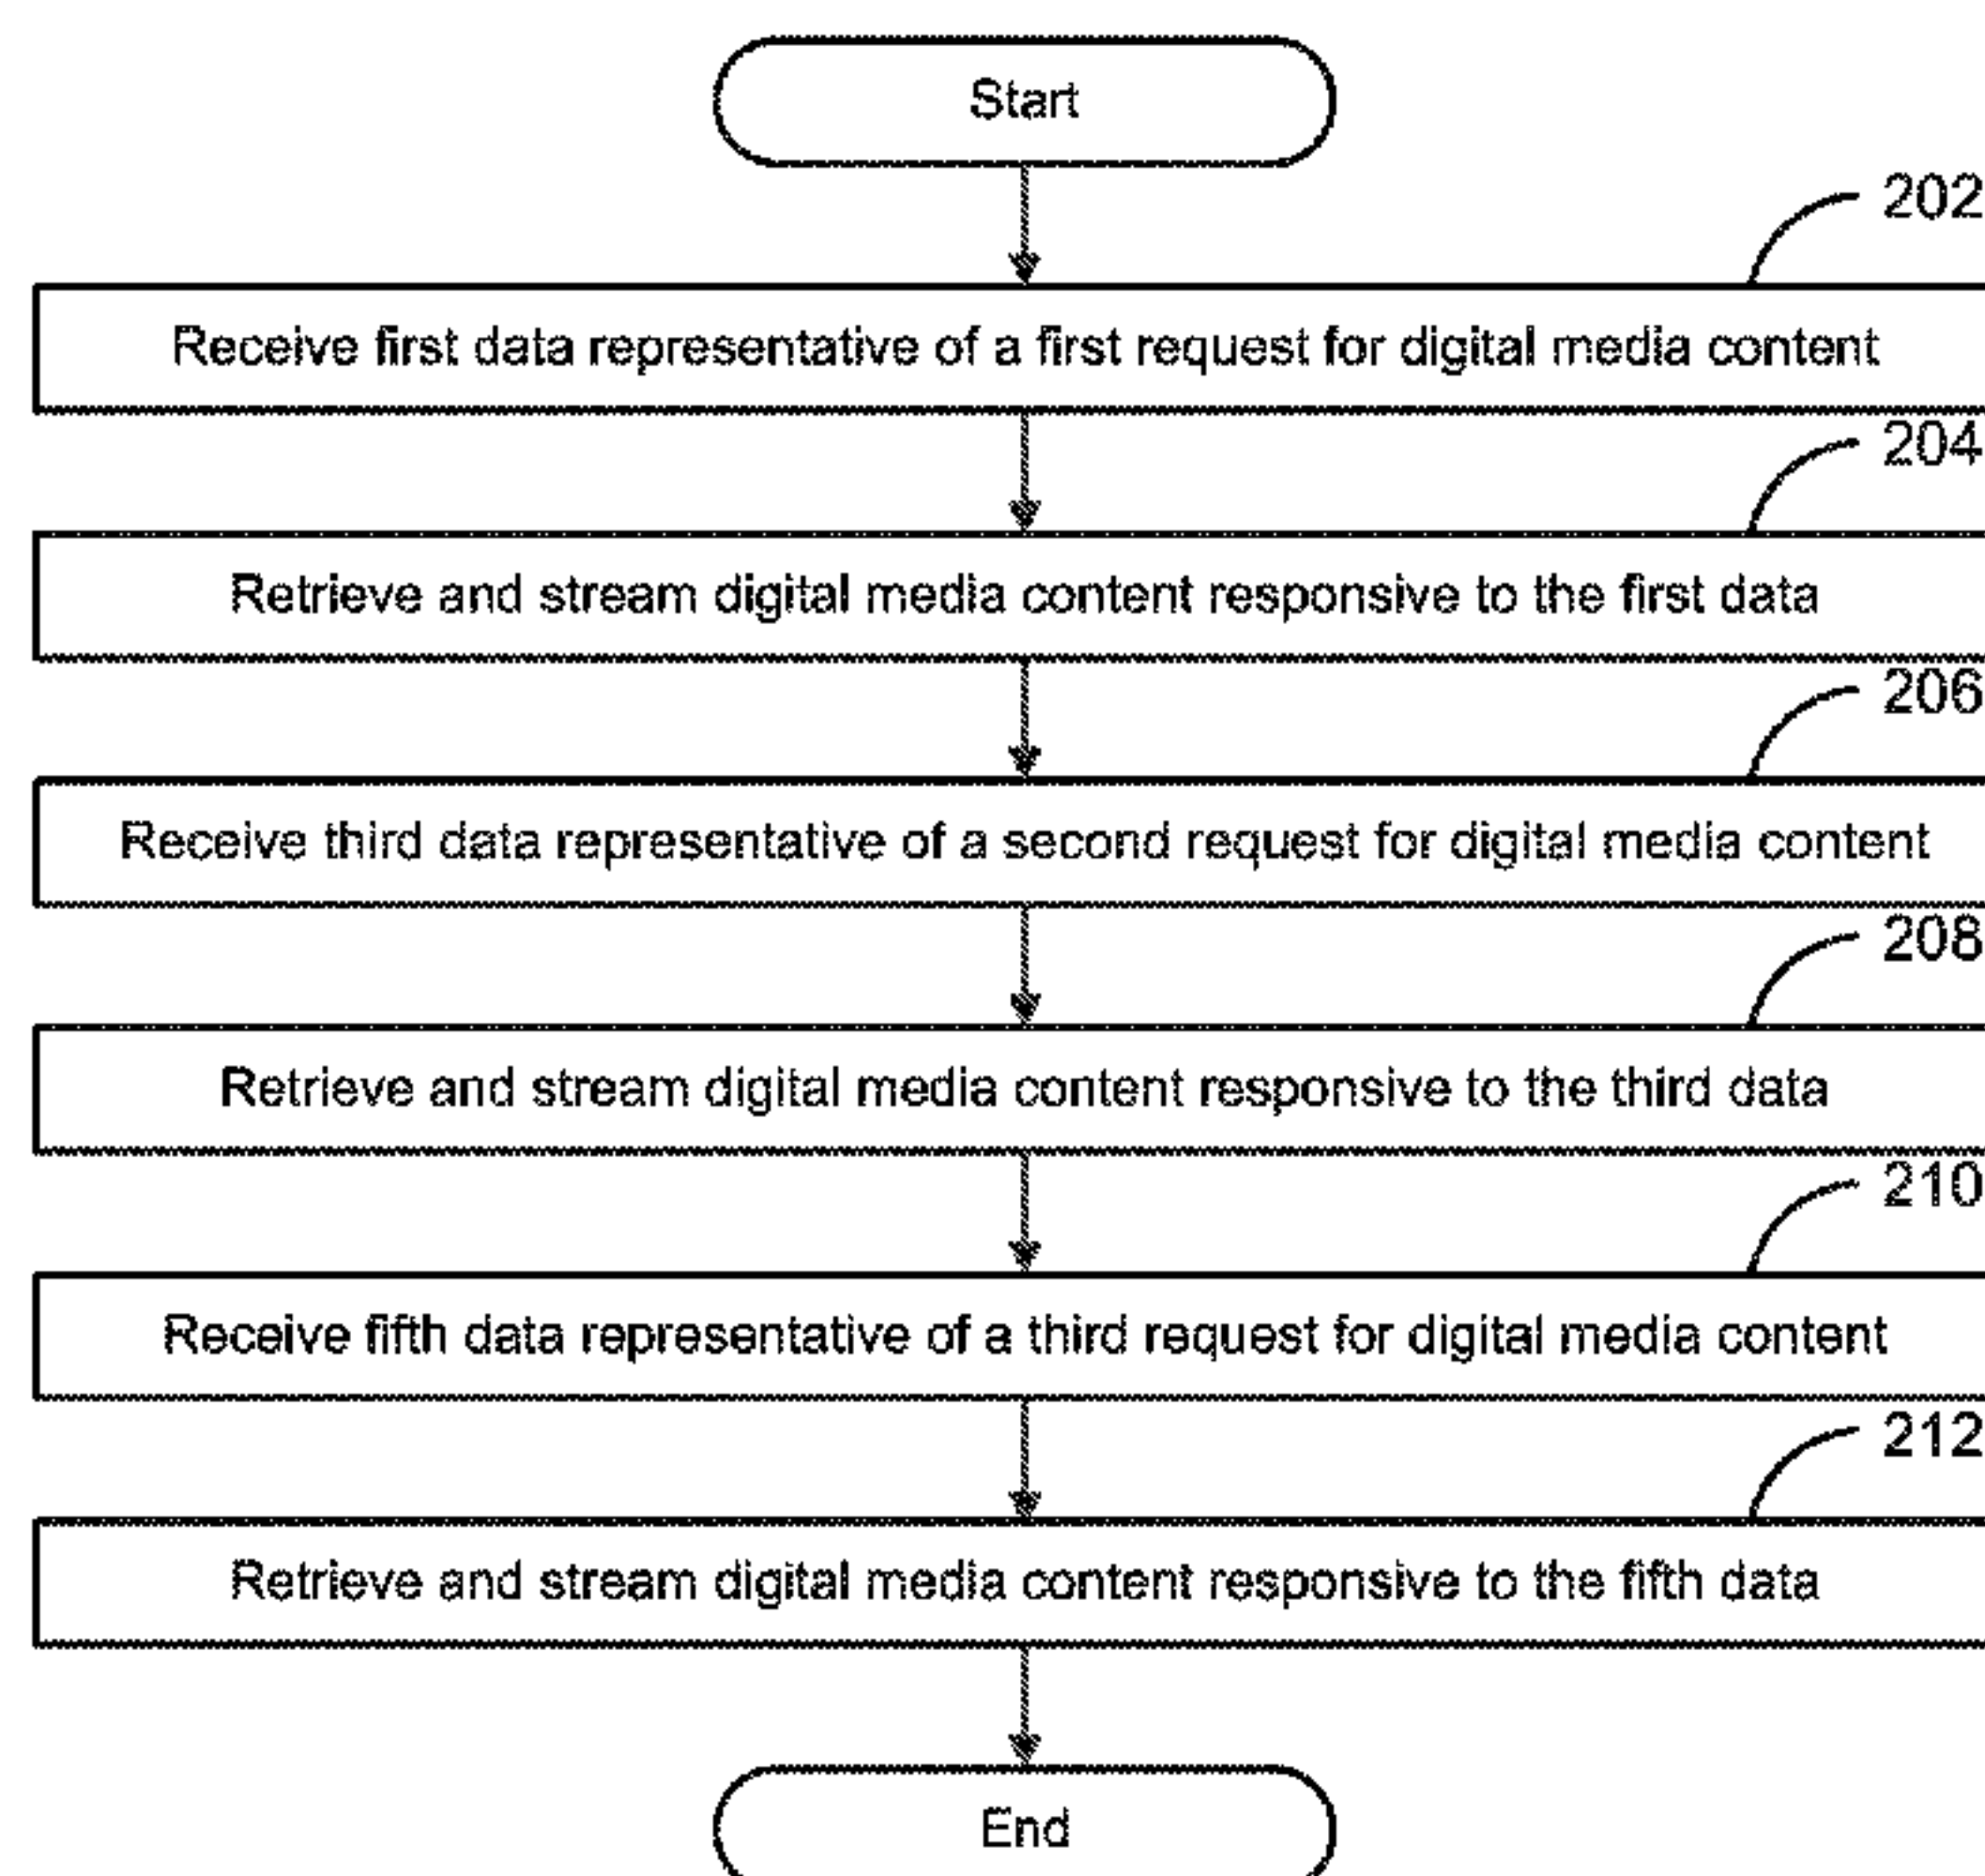 Start
202
Receive first data representative of a first request for digital media content
204
Retrieve and stream digital media content responsive to the first data
206
Receive third data representative of a second request for digital media content
208
Retrieve and stream digital media content responsive to the third data
210
Receive fifth data representative of a third request for digital media content
212
Retrieve and stream digital media content responsive to the fifth data
End